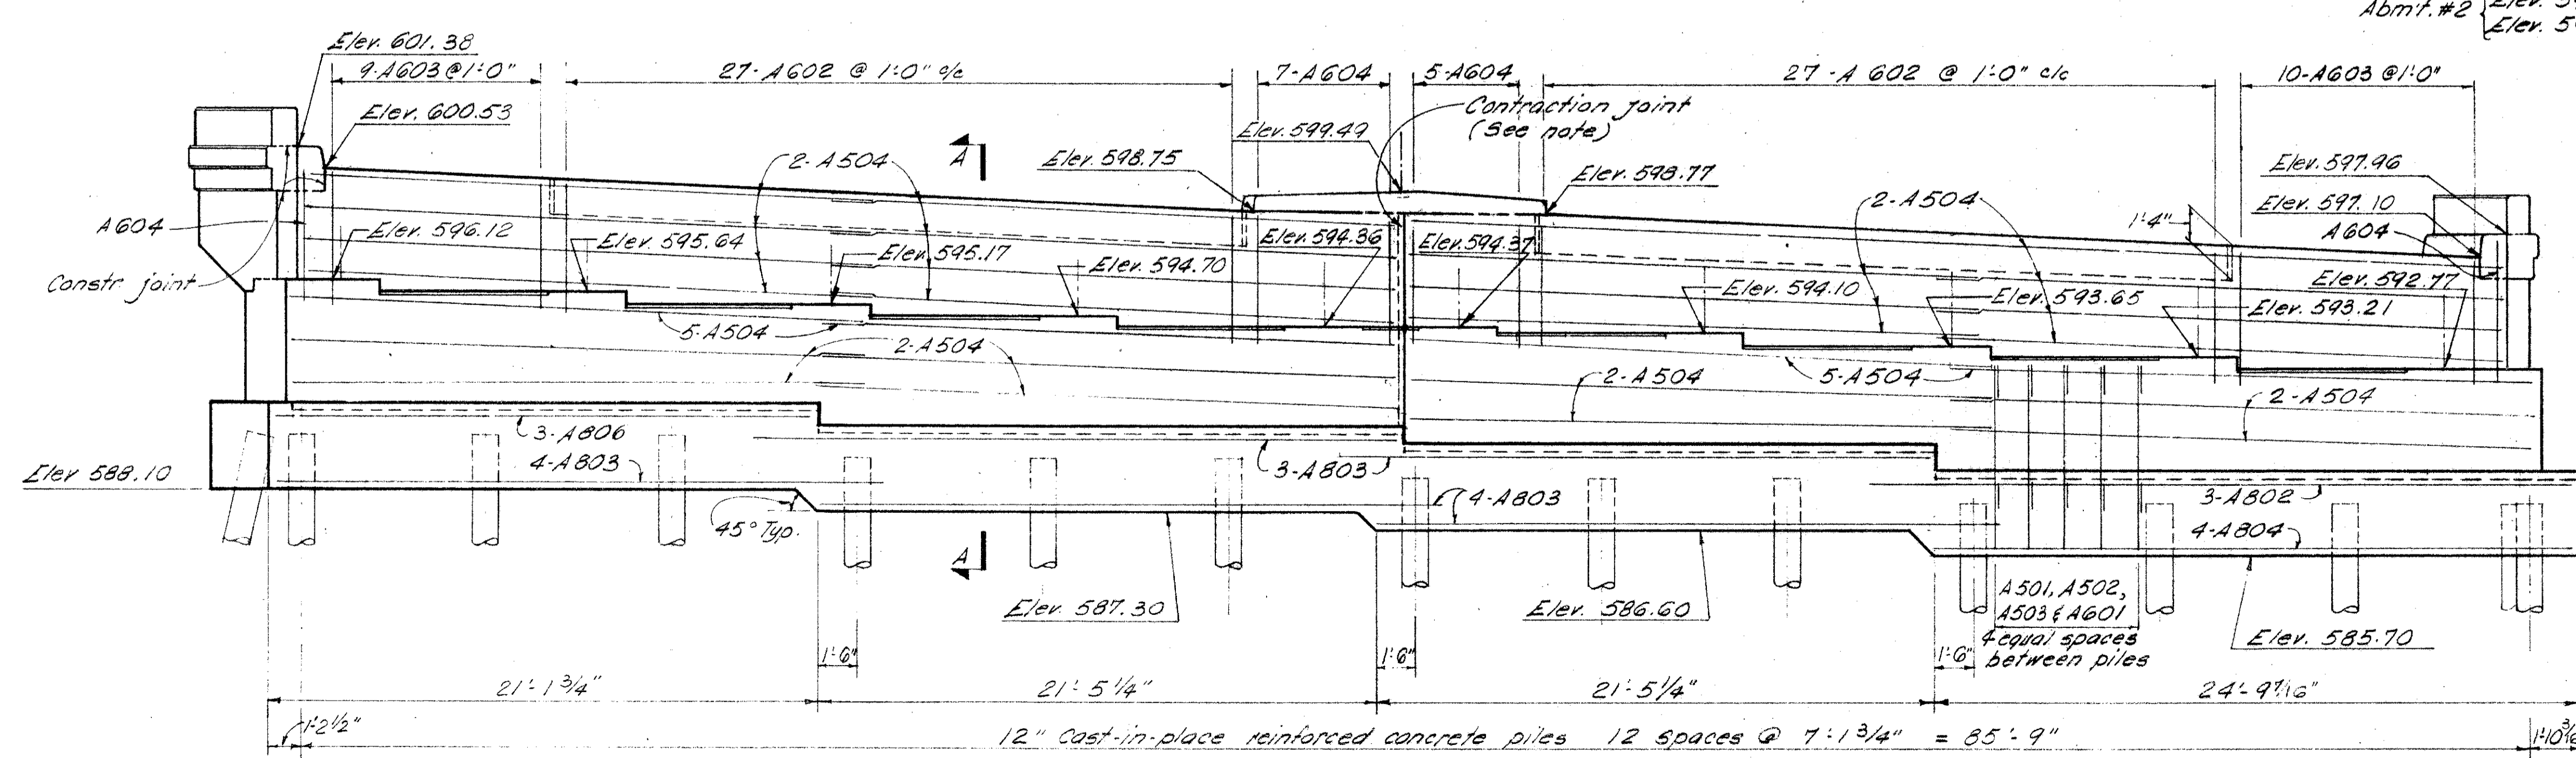 Abm't. #2
Elev. 601.38
9-A603 @ 1'-0"
27-A602 @ 1'-0" c/c
7-A604
5-A604
27-A 602 @ 1'-0" c/c
10-A603 @ 1'-0"
Elev. 600.53
Contraction joint
(See note)
Elev. 599.49
A
2-A504
Elev. 598.75
Elev. 598.77
Elev. 597.96
2-A504
Elev. 597.10
1'-4"
A604
A604
Elev. 596.12
Elev. 595.64
Elev. 595.17
Elev. 594.70
Elev. 594.36
Elev. 594.37
Elev. 594.10
Elev. 593.65
Elev. 592.77
Elev. 593.21
Constr. joint
5-A504
2-A504
2-A504
5-A504
2-A504
3-A806
4-A803
3-A803
4-A803
3-A802
4-A804
Elev 588.10
45° Typ.
A
Elev. 587.30
Elev. 586.60
A501, A502,
A503 & A601
4 equal spaces
between piles
Elev. 585.70
1'-6"
1'-6"
1'-6"
21'-1 3/4"
21'-5 1/4"
21'-5 1/4"
24'-9 7/16"
1'-2 1/2"
12" Cast-in-place reinforced concrete piles 12 spaces @ 7'-1 3/4" = 85'-9"